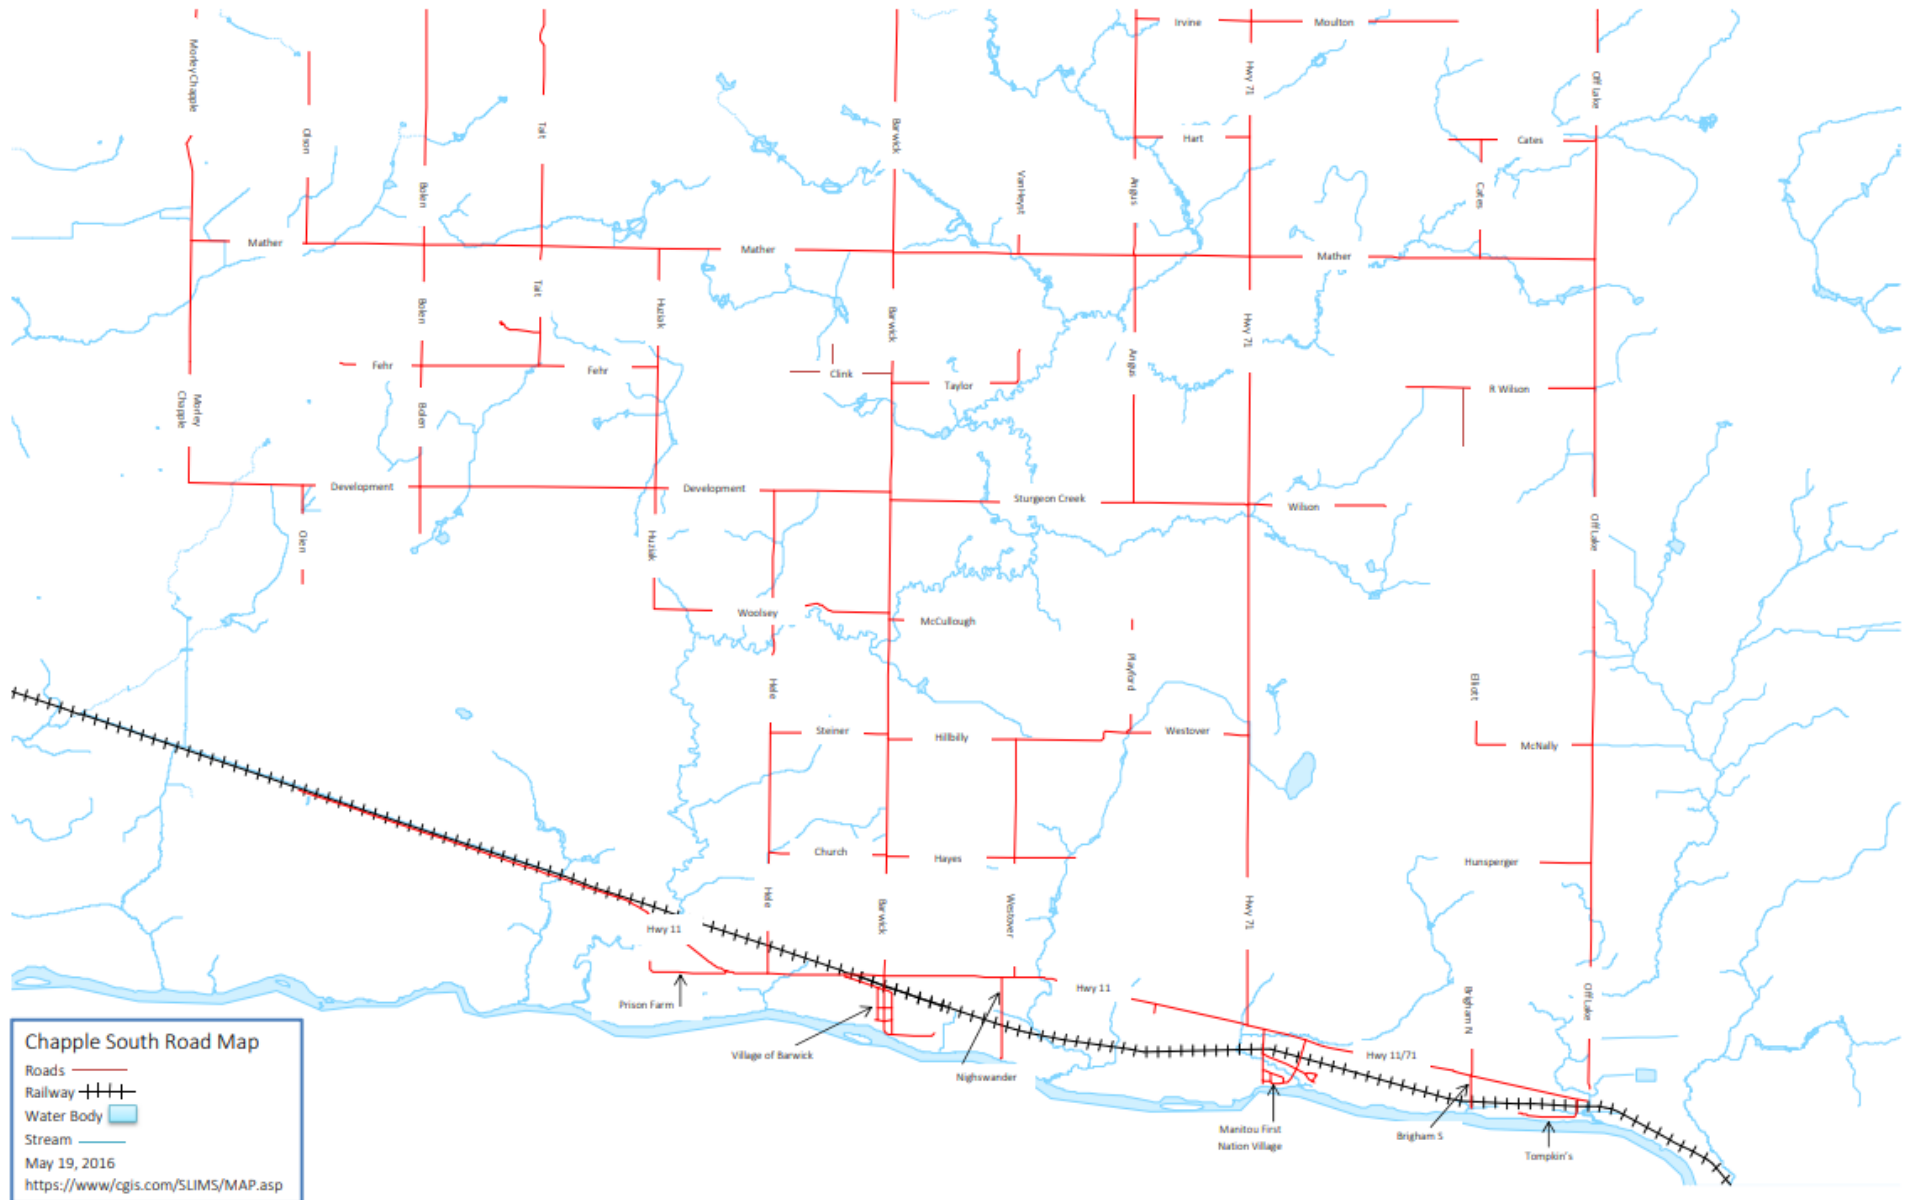 Irvine
Moulton
Morley Chapple
Olson
Bolen
Tait
Barwick
VanHeyst
Angus
Hwy 71
Off Lake
Hart
Cates
Cates
Mather
Mather
Mather
Bolen
Tait
Huziak
Barwick
Angus
Hwy 71
Fehr
Fehr
Clink
Taylor
R Wilson
Morley
Chapple
Bolen
Development
Development
Sturgeon Creek
Wilson
Off Lake
Huziak
Woolsey
McCullough
Playford
Elliott
Hele
Steiner
Hillbilly
Westover
McNally
Church
Hayes
Hunsperger
Hele
Barwick
Westover
Hwy 71
Hwy 11
Hwy 11
Prison Farm
Brigham N
Off Lake
Village of Barwick
Nighswander
Hwy 11/71
Manitou First
Nation Village
Brigham S
Tompkin's
Chapple South Road Map
Roads
Railway
Water Body
Stream
May 19, 2016
https://www/cgis.com/SLIMS/MAP.asp